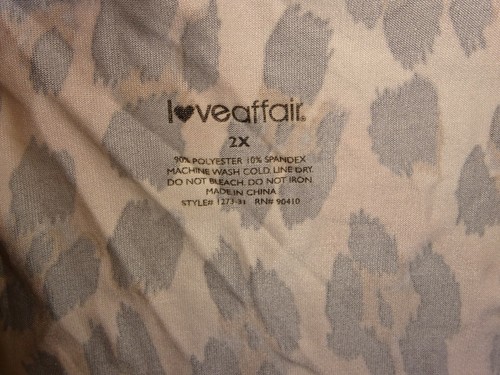 l♥veaffair®
2X
90% POLYESTER 10% SPANDEX
MACHINE WASH COLD. LINE DRY.
DO NOT BLEACH. DO NOT IRON.
MADE IN CHINA
STYLE# 1273-31 RN# 90410